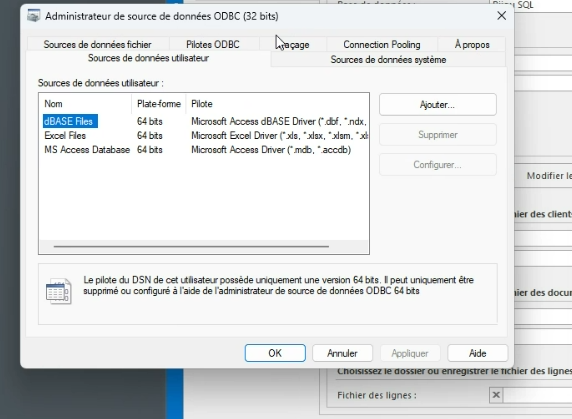 Base de données :
Bijou SQL
Administrateur de source de données ODBC (32 bits)
Sources de données fichier
Pilotes ODBC
Connection Pooling
À propos
Sources de données utilisateur
Sources de données système
Sources de données utilisateur :
Nom Plate-forme Pilote
dBASE Files 64 bits Microsoft Access dBASE Driver (*.dbf, *.ndx,
Excel Files 64 bits Microsoft Excel Driver (*.xls, *.xlsx, *.xlsm, *.xl
MS Access Database 64 bits Microsoft Access Driver (*.mdb, *.accdb)
Ajouter...
Supprimer
Configurer...
Le pilote du DSN de cet utilisateur possède uniquement une version 64 bits. Il peut uniquement être
supprimé ou configuré à l'aide de l'administrateur de source de données ODBC 64 bits
OK
Annuler
Appliquer
Aide
Modifier le
ier des client
ier des docu
Choisissez le dossier ou enregistrer le fichier des lignes
Fichier des lignes :